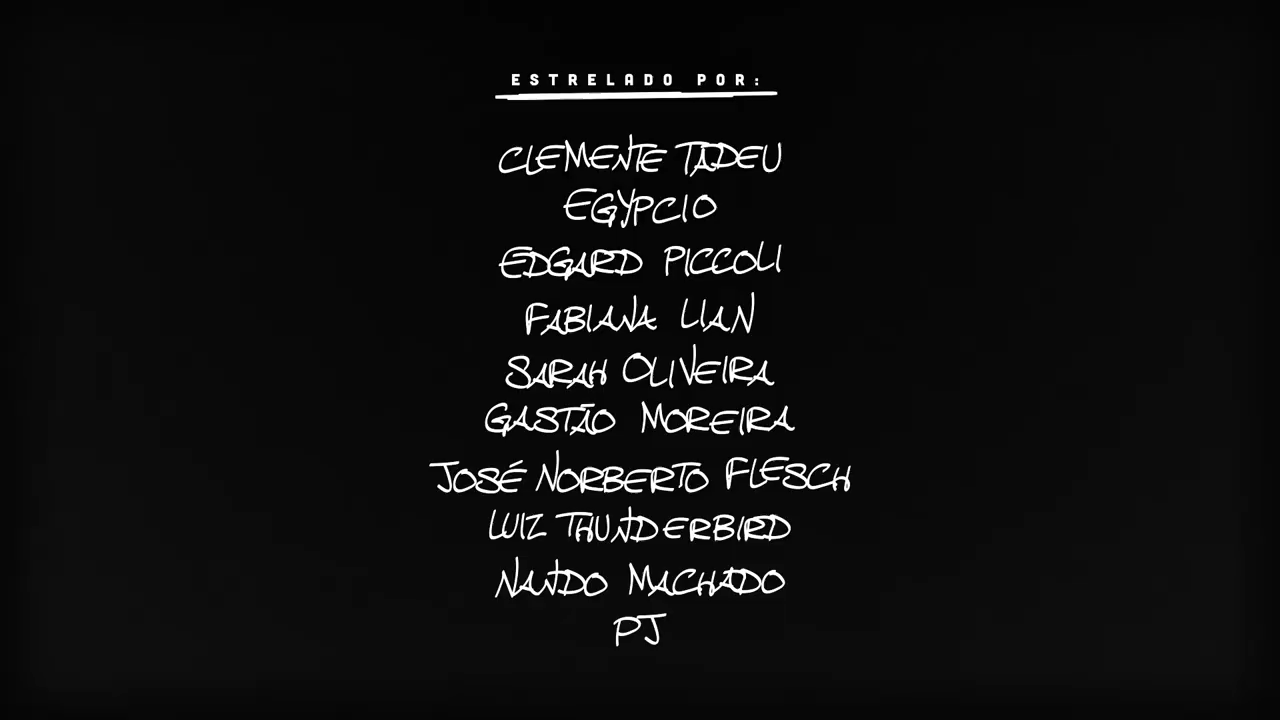 ESTRELADO POR:
CLEMENTE TADEU
EGYPCIO
EDGARD PICCOLI
FABIANA LIAN
SARAH OLIVEIRA
GASTÃO MOREIRA
JOSÉ NORBERTO FLESCH
LUIZ THUNDERBIRD
NANDO MACHADO
PJ